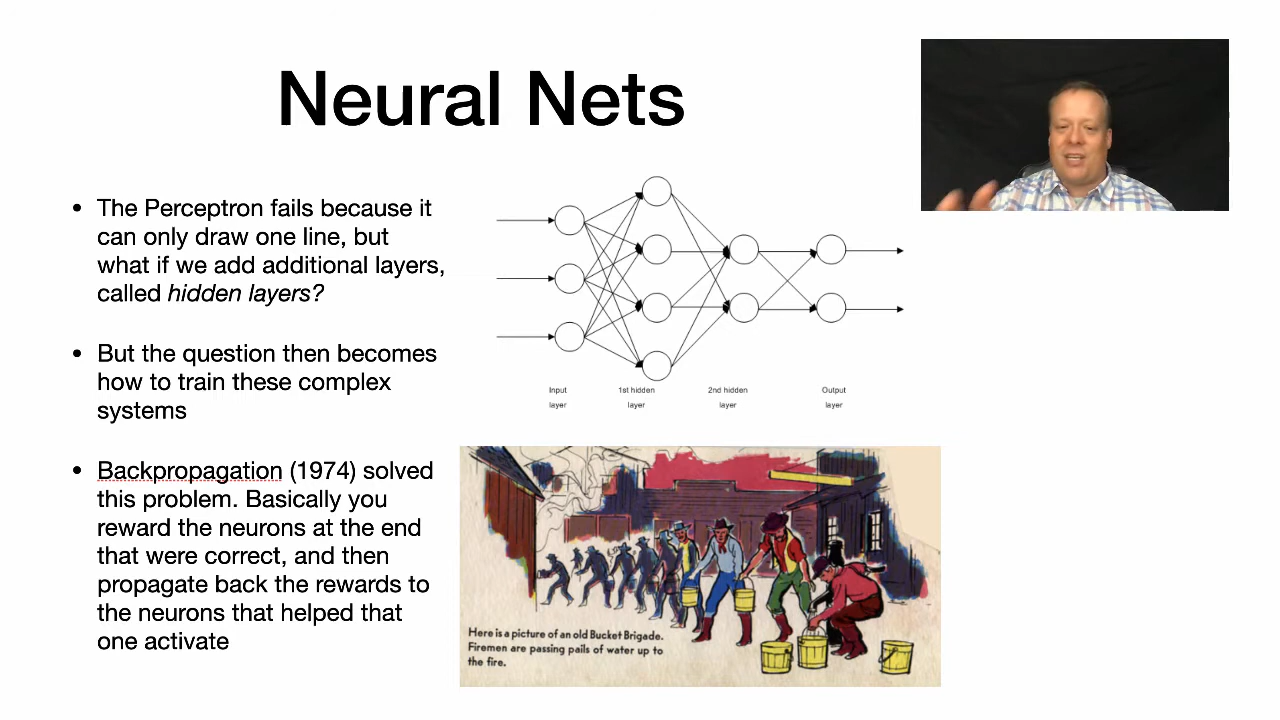 Neural Nets
• The Perceptron fails because it
can only draw one line, but
what if we add additional layers,
called hidden layers?
• But the question then becomes
how to train these complex
systems
• Backpropagation (1974) solved
this problem. Basically you
reward the neurons at the end
that were correct, and then
propagate back the rewards to
the neurons that helped that
one activate
Input
layer
1st hidden
layer
2nd hidden
layer
Output
layer
Here is a picture of an old Bucket Brigade.
Firemen are passing pails of water up to
the fire.